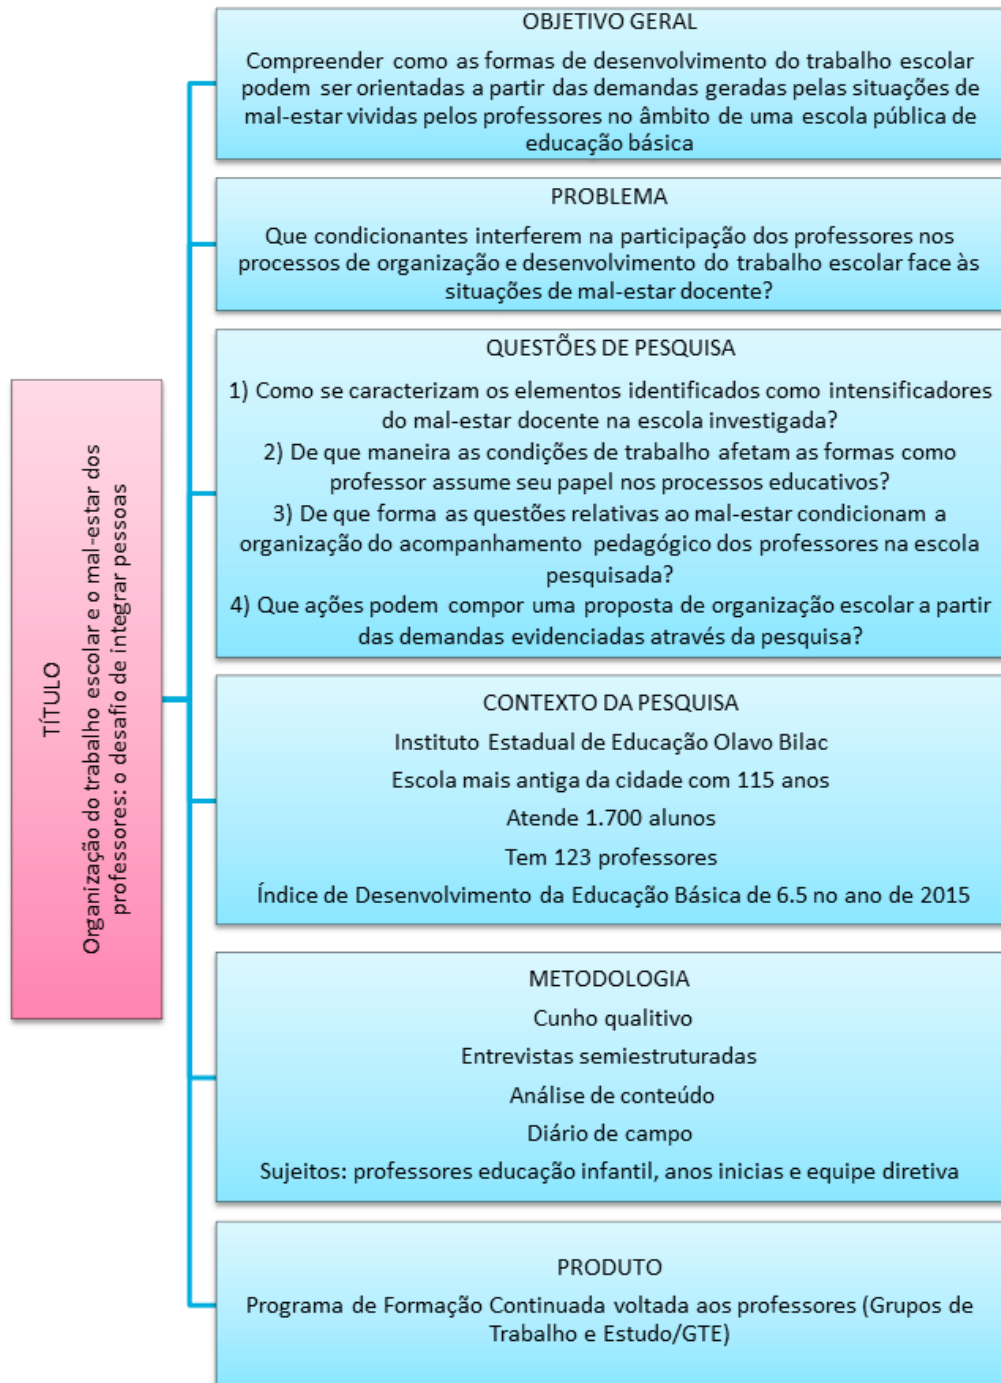 TÍTULO
Organização do trabalho escolar e o mal-estar dos
professores: o desafio de integrar pessoas
OBJETIVO GERAL
Compreender como as formas de desenvolvimento do trabalho escolar
podem ser orientadas a partir das demandas geradas pelas situações de
mal-estar vividas pelos professores no âmbito de uma escola pública de
educação básica
PROBLEMA
Que condicionantes interferem na participação dos professores nos
processos de organização e desenvolvimento do trabalho escolar face às
situações de mal-estar docente?
QUESTÕES DE PESQUISA
1) Como se caracterizam os elementos identificados como intensificadores
do mal-estar docente na escola investigada?
2) De que maneira as condições de trabalho afetam as formas como
professor assume seu papel nos processos educativos?
3) De que forma as questões relativas ao mal-estar condicionam a
organização do acompanhamento pedagógico dos professores na escola
pesquisada?
4) Que ações podem compor uma proposta de organização escolar a partir
das demandas evidenciadas através da pesquisa?
CONTEXTO DA PESQUISA
Instituto Estadual de Educação Olavo Bilac
Escola mais antiga da cidade com 115 anos
Atende 1.700 alunos
Tem 123 professores
Índice de Desenvolvimento da Educação Básica de 6.5 no ano de 2015
METODOLOGIA
Cunho qualitivo
Entrevistas semiestruturadas
Análise de conteúdo
Diário de campo
Sujeitos: professores educação infantil, anos inicias e equipe diretiva
PRODUTO
Programa de Formação Continuada voltada aos professores (Grupos de
Trabalho e Estudo/GTE)